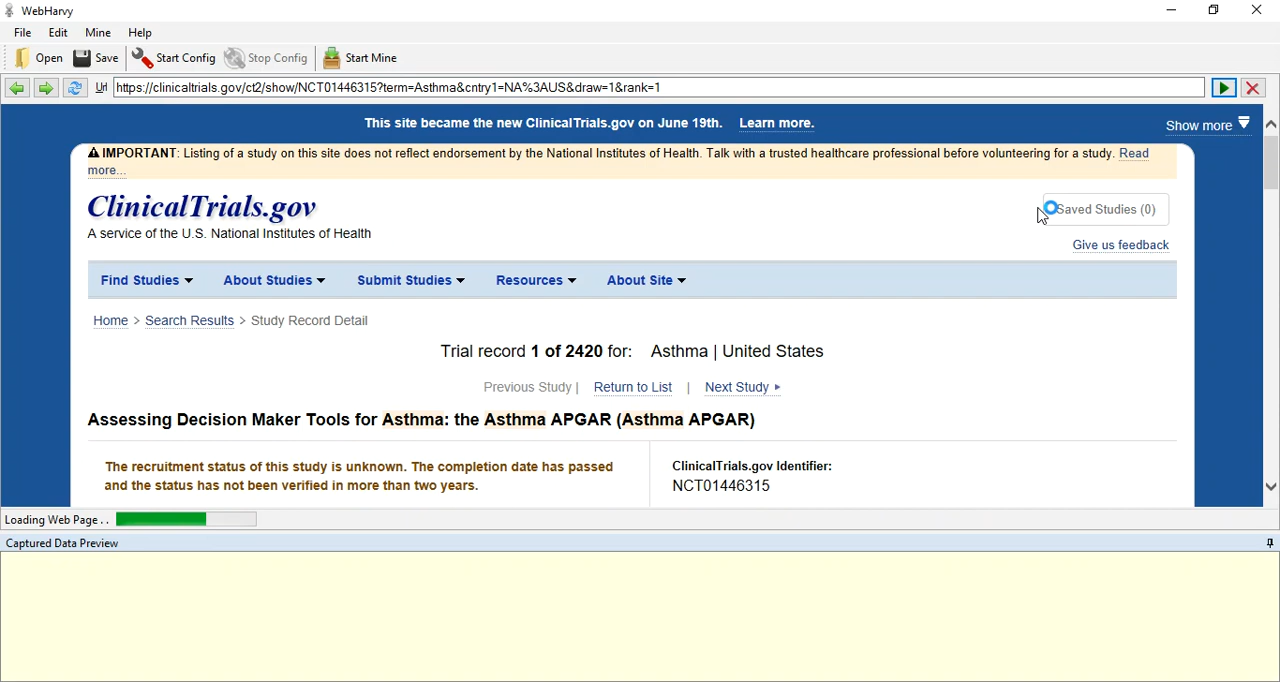 WebHarvy
File Edit Mine Help
Open Save Start Config Stop Config Start Mine
Url https://clinicaltrials.gov/ct2/show/NCT01446315?term=Asthma&cntry1=NA%3AUS&draw=1&rank=1
This site became the new ClinicalTrials.gov on June 19th. Learn more.
Show more
IMPORTANT: Listing of a study on this site does not reflect endorsement by the National Institutes of Health. Talk with a trusted healthcare professional before volunteering for a study. Read
more...
ClinicalTrials.gov
Saved Studies (0)
A service of the U.S. National Institutes of Health
Give us feedback
Find Studies About Studies Submit Studies Resources About Site
Home > Search Results > Study Record Detail
Trial record 1 of 2420 for: Asthma | United States
Previous Study | Return to List | Next Study
Assessing Decision Maker Tools for Asthma: the Asthma APGAR (Asthma APGAR)
The recruitment status of this study is unknown. The completion date has passed
and the status has not been verified in more than two years.
ClinicalTrials.gov Identifier:
NCT01446315
Loading Web Page . .
Captured Data Preview